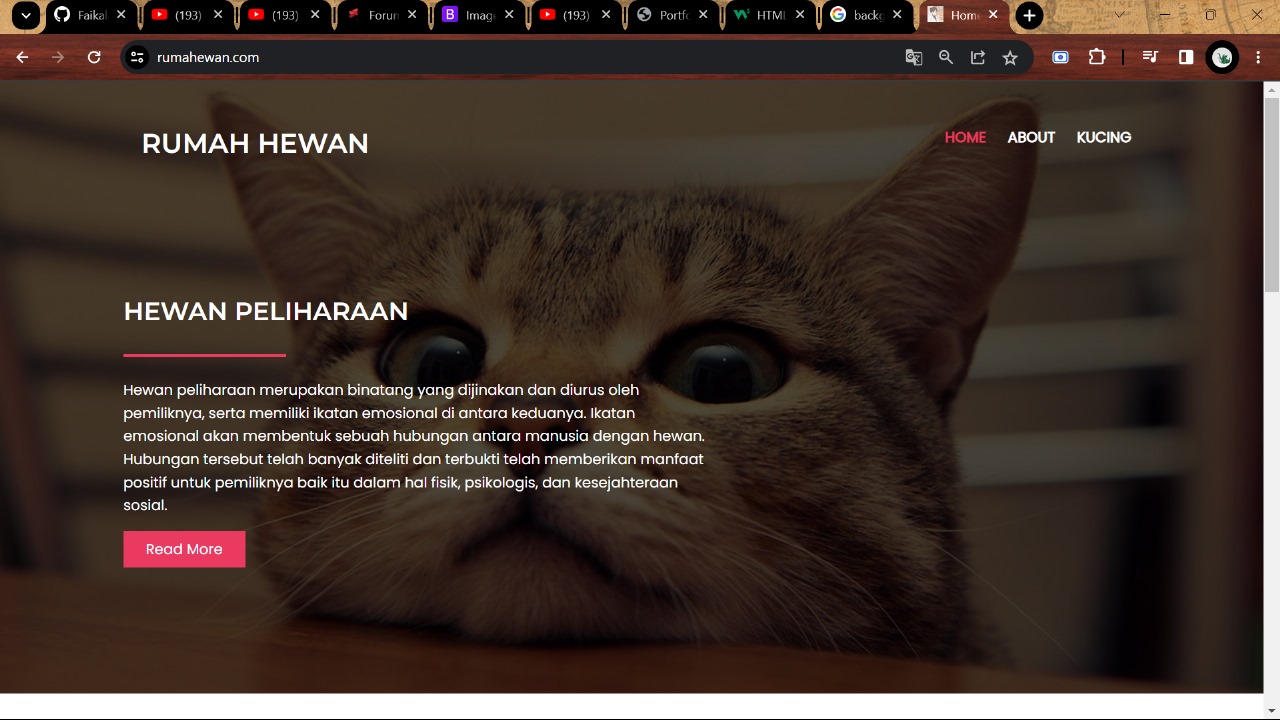 Faikal
(193)
(193)
Forun
Image
(193)
Portfo
HTML
backg
Home
rumahewan.com
RUMAH HEWAN
HOME ABOUT KUCING
HEWAN PELIHARAAN
Hewan peliharaan merupakan binatang yang dijinakan dan diurus oleh
pemiliknya, serta memiliki ikatan emosional di antara keduanya. Ikatan
emosional akan membentuk sebuah hubungan antara manusia dengan hewan.
Hubungan tersebut telah banyak diteliti dan terbukti telah memberikan manfaat
positif untuk pemiliknya baik itu dalam hal fisik, psikologis, dan kesejahteraan
sosial.
Read More